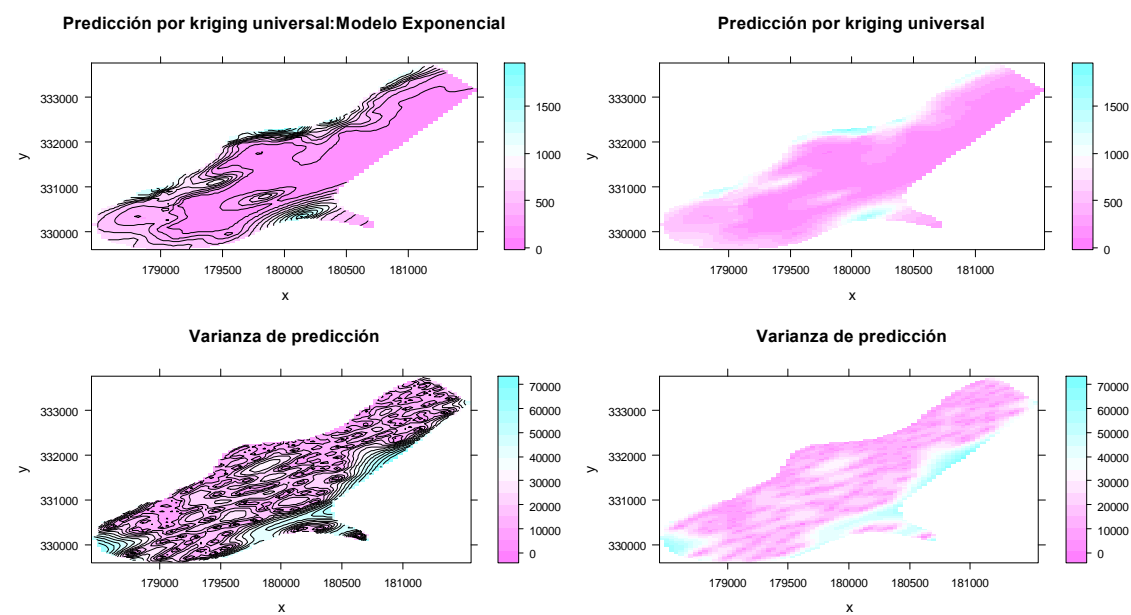 Predicción por kriging universal:Modelo Exponencial
333000
332000
331000
330000
y
179000 179500 180000 180500 181000
x
1500
1000
500
0
Predicción por kriging universal
333000
332000
331000
330000
y
179000 179500 180000 180500 181000
x
1500
1000
500
0
Varianza de predicción
333000
332000
331000
330000
y
179000 179500 180000 180500 181000
x
70000
60000
50000
40000
30000
20000
10000
0
Varianza de predicción
333000
332000
331000
330000
y
179000 179500 180000 180500 181000
x
70000
60000
50000
40000
30000
20000
10000
0